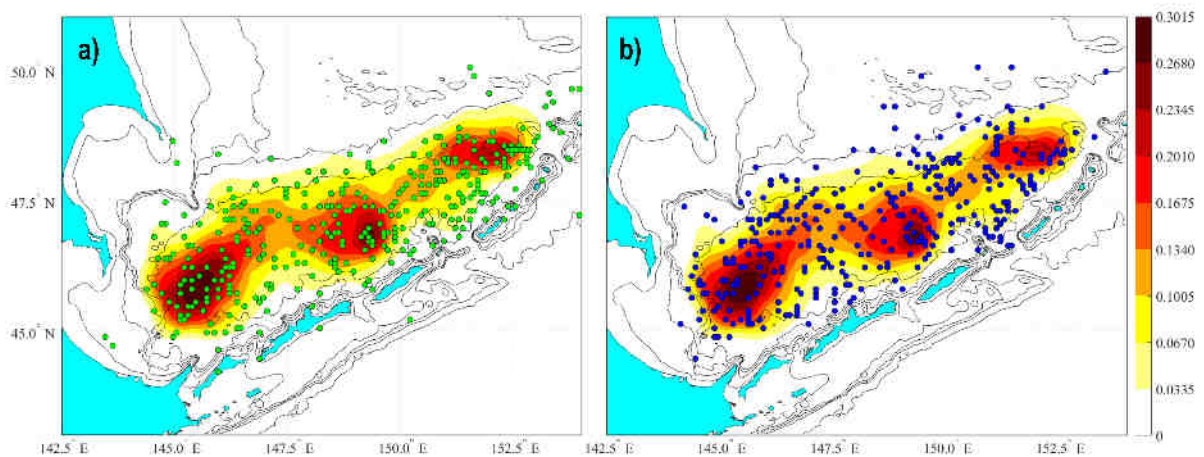 a)
b)
50.0° N
47.5° N
45.0° N
142.5° E
145.0° E
147.5° E
150.0° E
152.5° E
142.5° E
145.0° E
147.5° E
150.0° E
152.5° E
0.3015
0.2680
0.2345
0.2010
0.1675
0.1340
0.1005
0.0670
0.0335
0